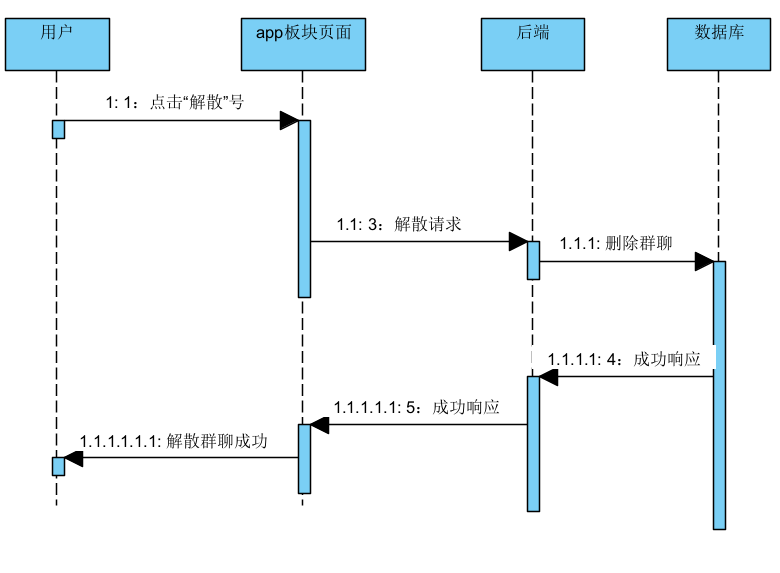 用户
app板块页面
后端
数据库
1: 1：点击“解散”号
1.1: 3：解散请求
1.1.1: 删除群聊
1.1.1.1: 4：成功响应
1.1.1.1.1: 5：成功响应
1.1.1.1.1.1: 解散群聊成功